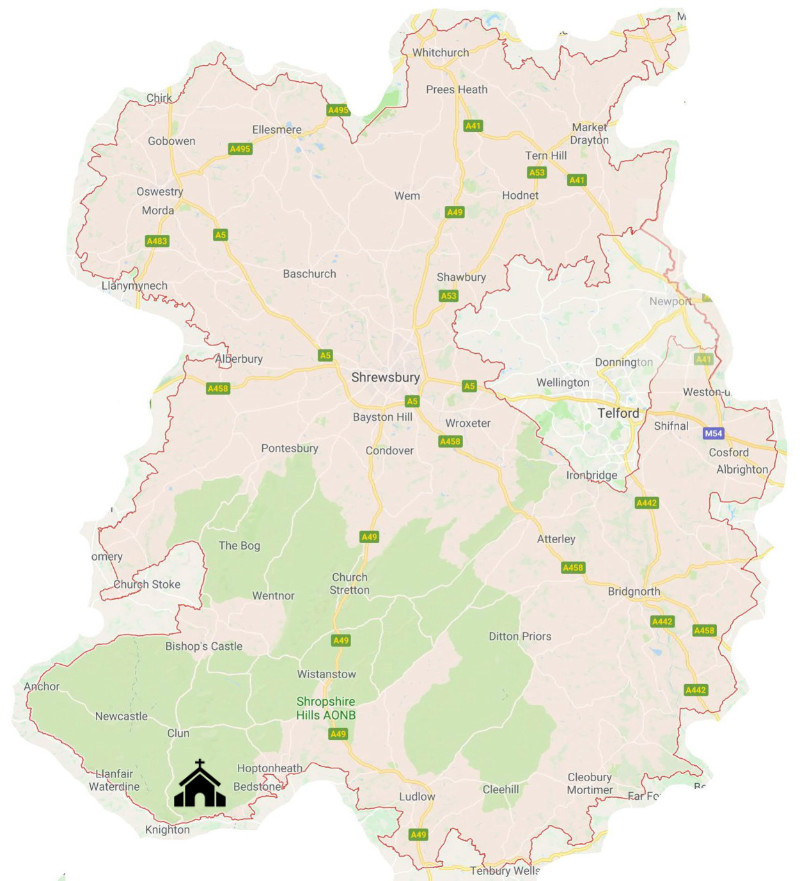 M
Whitchurch
Prees Heath
Chirk
A495
Ellesmere
A41
Market
Drayton
Gobowen
A495
Tern Hill
A53
A41
Oswestry
Wem
Hodnet
Morda
A49
A5
A483
Baschurch
Shawbury
Llanymynech
A53
Newport
A5
Alberbury
A41
Donnington
Shrewsbury
Wellington
A458
A5
Weston-u
A5
Telford
Bayston Hill
Wroxeter
Shifnal
M54
A458
Pontesbury
Condover
Cosford
Albrighton
Ironbridge
A442
A49
Atterley
The Bog
omery
A458
Church
Stretton
Church Stoke
Wentnor
Bridgnorth
A442
A458
Ditton Priors
A49
Bishop's Castle
Wistanstow
Anchor
A442
Shropshire
Hills AONB
Newcastle
Clun
A49
Hoptonheath
Llanfair
Waterdine
Bedstone
Cleobury
Mortimer
Cleehill
Ludlow
Far Fo
Be
Knighton
A49
Tenbury Wells